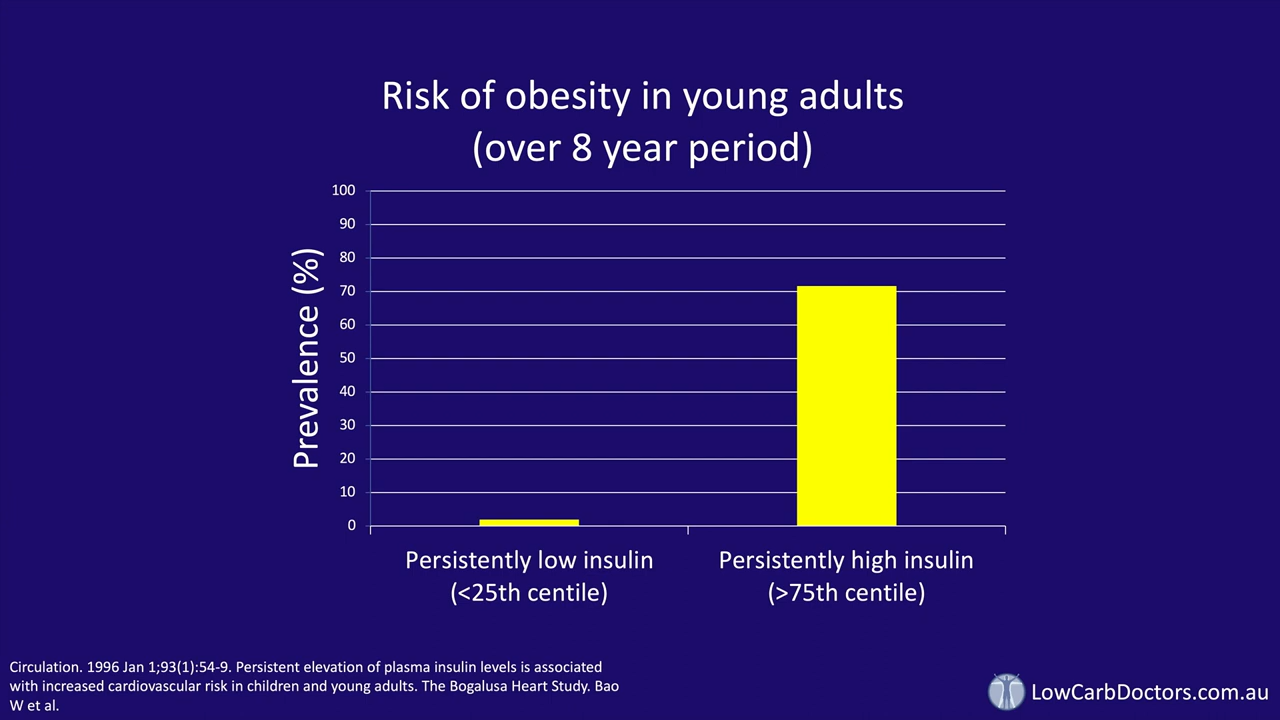 Risk of obesity in young adults
(over 8 year period)
Prevalence (%)
100
90
80
70
60
50
40
30
20
10
0
Persistently low insulin
(<25th centile)
Persistently high insulin
(>75th centile)
Circulation. 1996 Jan 1;93(1):54-9. Persistent elevation of plasma insulin levels is associated
with increased cardiovascular risk in children and young adults. The Bogalusa Heart Study. Bao
W et al.
LowCarbDoctors.com.au